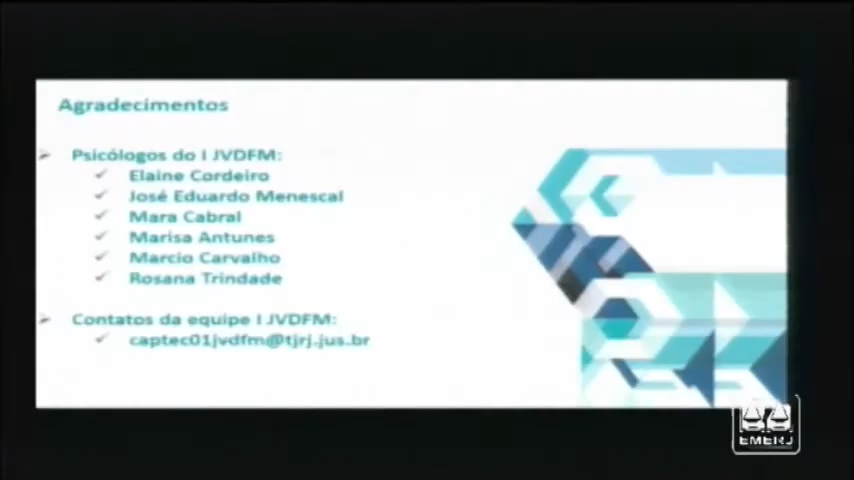 Agradecimentos
Psicólogos do I JVDFM:
Elaine Cordeiro
José Eduardo Menescal
Mara Cabral
Marisa Antunes
Marcio Carvalho
Rosana Trindade
Contatos da equipe I JVDFM:
captec01jvdfm@tjrj.jus.br
EMERJ